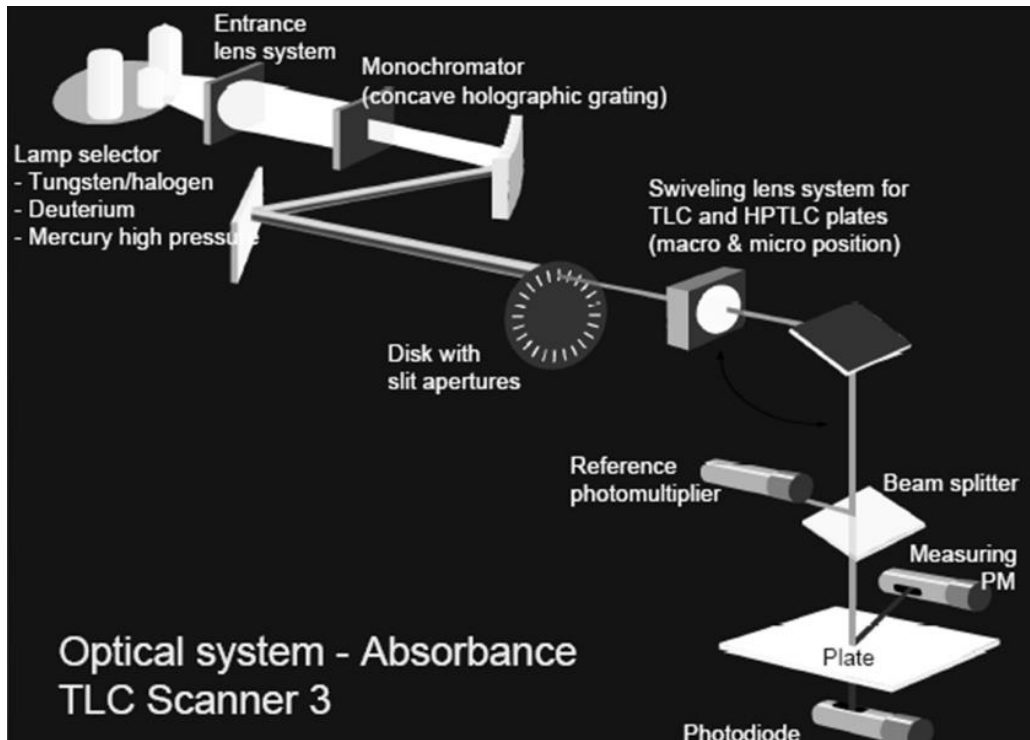 Entrance
lens system
Monochromator
(concave holographic grating)
Lamp selector
- Tungsten/halogen
- Deuterium
- Mercury high pressure
Swiveling lens system for
TLC and HPTLC plates
(macro & micro position)
Disk with
slit apertures
Reference
photomultiplier
Beam splitter
Measuring
PM
Plate
Optical system - Absorbance
TLC Scanner 3
Photodiode